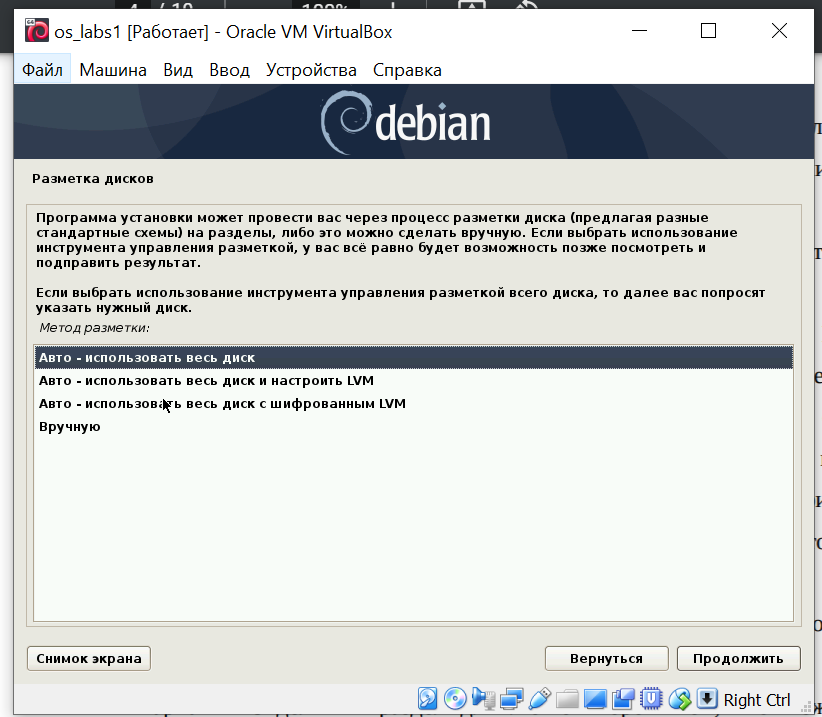 os_labs1 [Работает] - Oracle VM VirtualBox
Файл Машина Вид Ввод Устройства Справка
debian
Разметка дисков
Программа установки может провести вас через процесс разметки диска (предлагая разные
стандартные схемы) на разделы, либо это можно сделать вручную. Если выбрать использование
инструмента управления разметкой, у вас всё равно будет возможность позже посмотреть и
подправить результат.
Если выбрать использование инструмента управления разметкой всего диска, то далее вас попросят
указать нужный диск.
Метод разметки:
Авто - использовать весь диск
Авто - использовать весь диск и настроить LVM
Авто - использовать весь диск с шифрованным LVM
Вручную
Снимок экрана Вернуться Продолжить
Right Ctrl